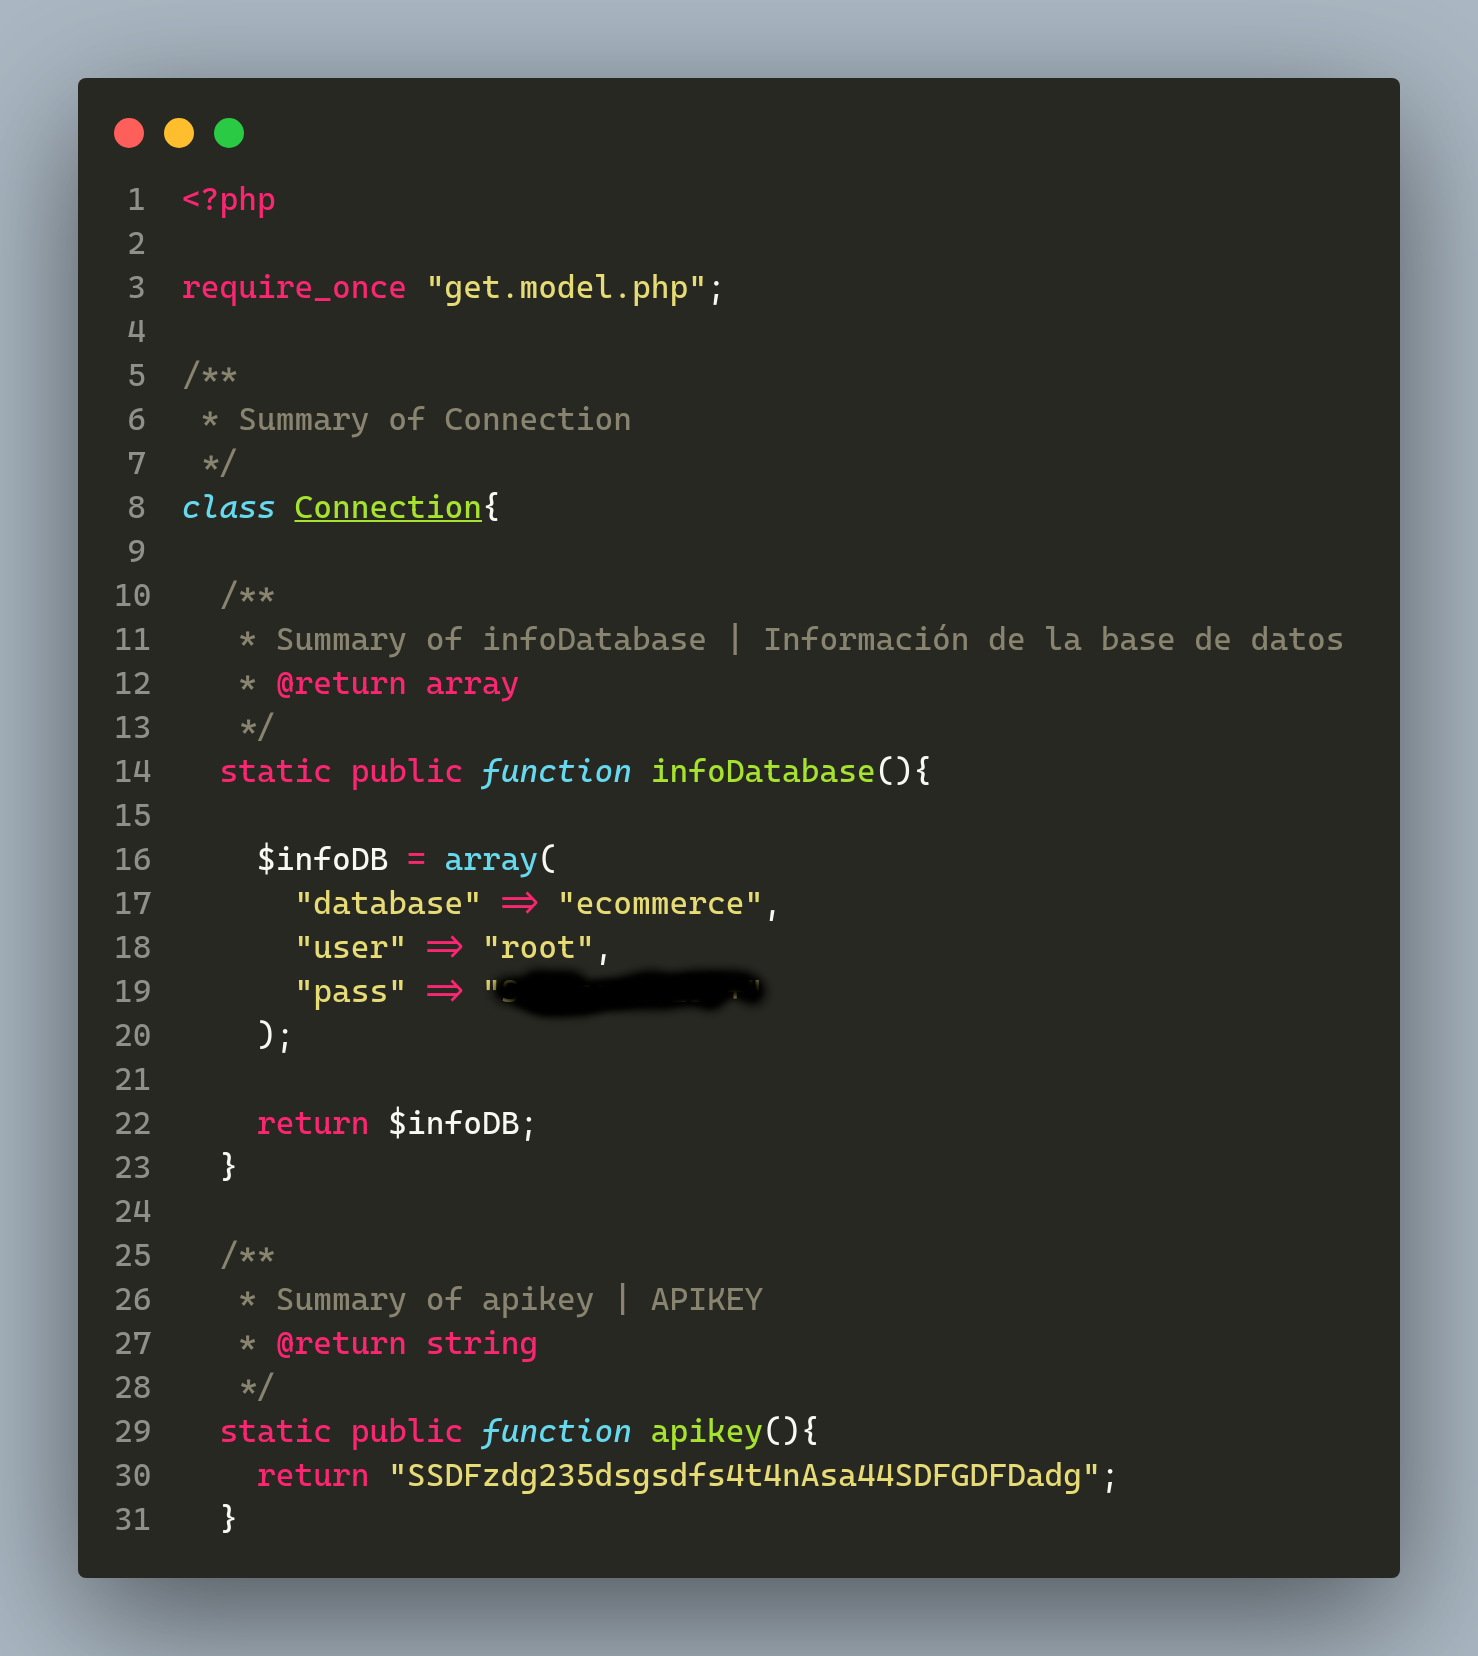 1 <?php
2
3 require_once "get.model.php";
4
5 /**
6  * Summary of Connection
7  */
8 class Connection{
9
10   /**
11    * Summary of infoDatabase | Información de la base de datos
12    * @return array
13    */
14   static public function infoDatabase(){
15
16     $infoDB = array(
17       "database" => "ecommerce",
18       "user" => "root",
19       "pass" => "
20     );
21
22     return $infoDB;
23   }
24
25   /**
26    * Summary of apikey | APIKEY
27    * @return string
28    */
29   static public function apikey(){
30     return "SSDFzdg235dsgsdfs4t4nAsa44SDFGDFDadg";
31   }